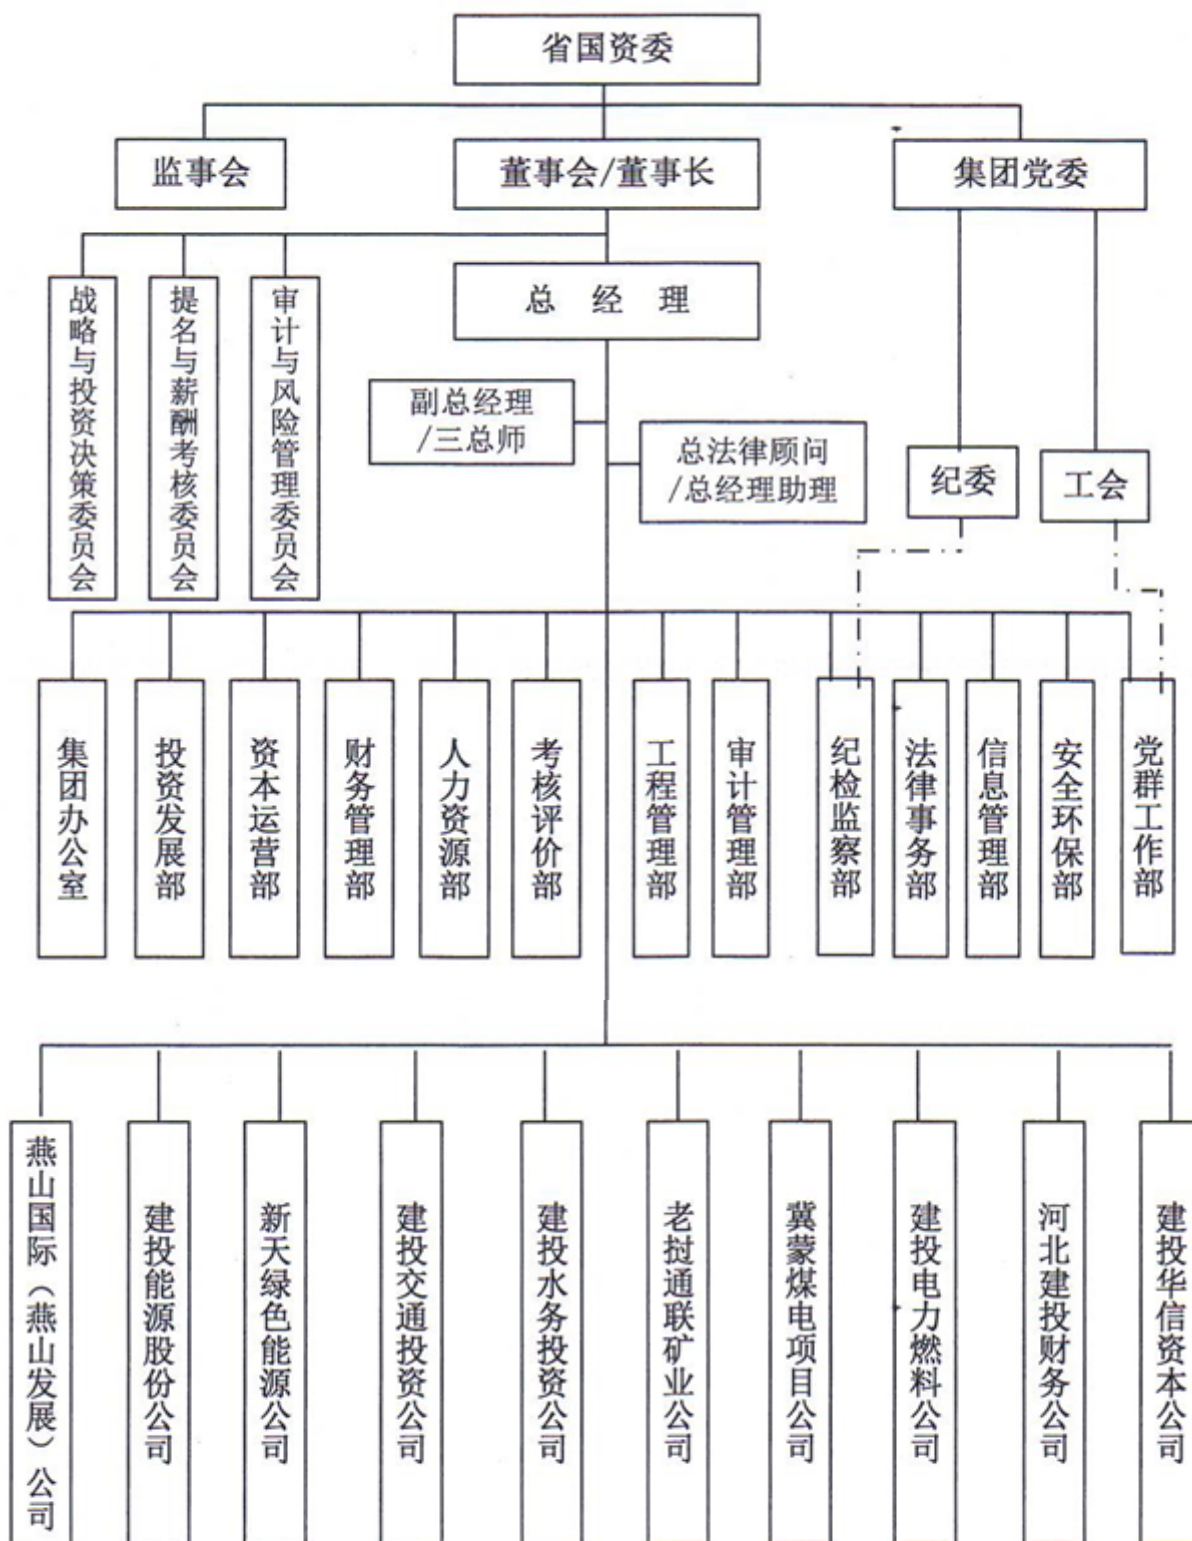 省国资委
监事会
董事会/董事长
集团党委
总 经 理
战略与投资决策委员会
提名与薪酬考核委员会
审计与风险管理委员会
副总经理
/三总师
总法律顾问
/总经理助理
纪委
工会
集团办公室
投资发展部
资本运营部
财务管理部
人力资源部
考核评价部
工程管理部
审计管理部
纪检监察部
法律事务部
信息管理部
安全环保部
党群工作部
燕山国际（燕山发展）公司
建投能源股份公司
新天绿色能源公司
建投交通投资公司
建投水务投资公司
老挝通联矿业公司
冀蒙煤电项目公司
建投电力燃料公司
河北建投财务公司
建投华信资本公司